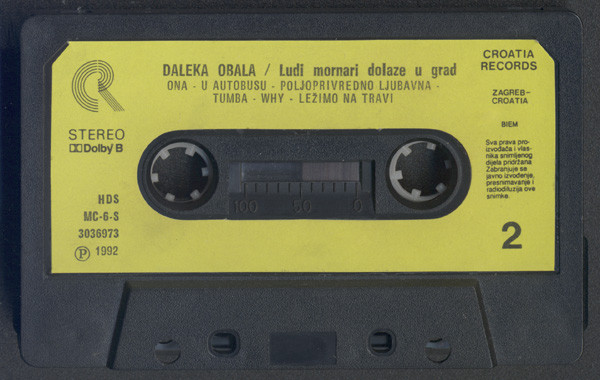 DALEKA OBALA / Ludi mornari dolaze u grad
ONA - U AUTOBUSU - POLJOPRIVREDNO LJUBAVNA -
TUMBA - WHY - LEŽIMO NA TRAVI
CROATIA
RECORDS
ZAGREB-
CROATIA
BIEM
Sva prava pro-
izvođača i vlas-
nika snimljenog
dijela pridržana
Zabranjuje se
javno izvođenje,
presnimavanje i
radiodifuzija ove
snimke.
2
STEREO
Dolby B
HDS
MC-6-S
3036973
Ⓟ 1992
100 50 0